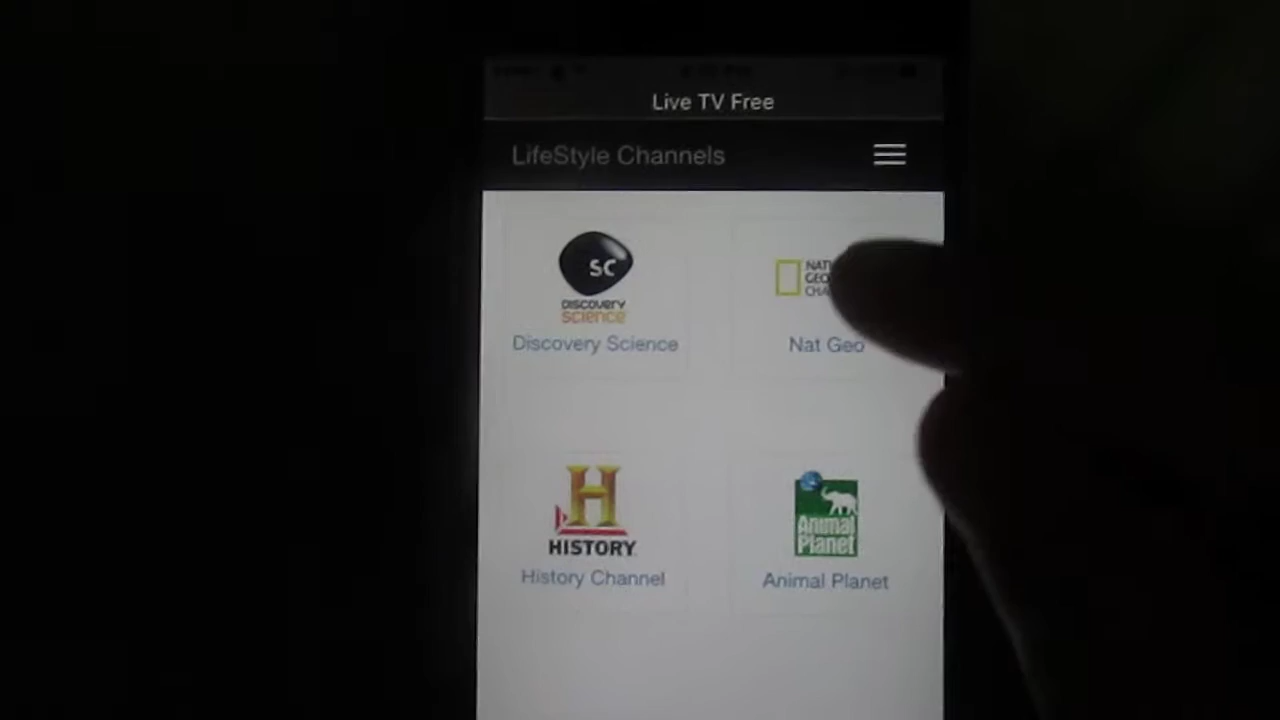 Live TV Free
LifeStyle Channels
SC
DISCOVERY
SCIENCE
Discovery Science
Nat Geo
HISTORY
History Channel
Animal
Planet
Animal Planet